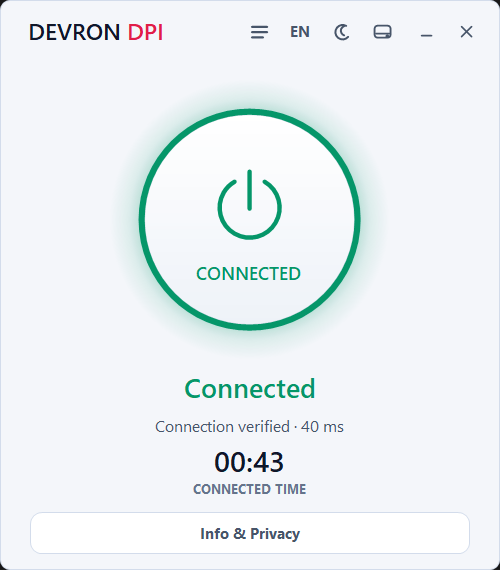 DEVRON DPI EN
CONNECTED
Connected
Connection verified · 40 ms
00:43
CONNECTED TIME
Info & Privacy